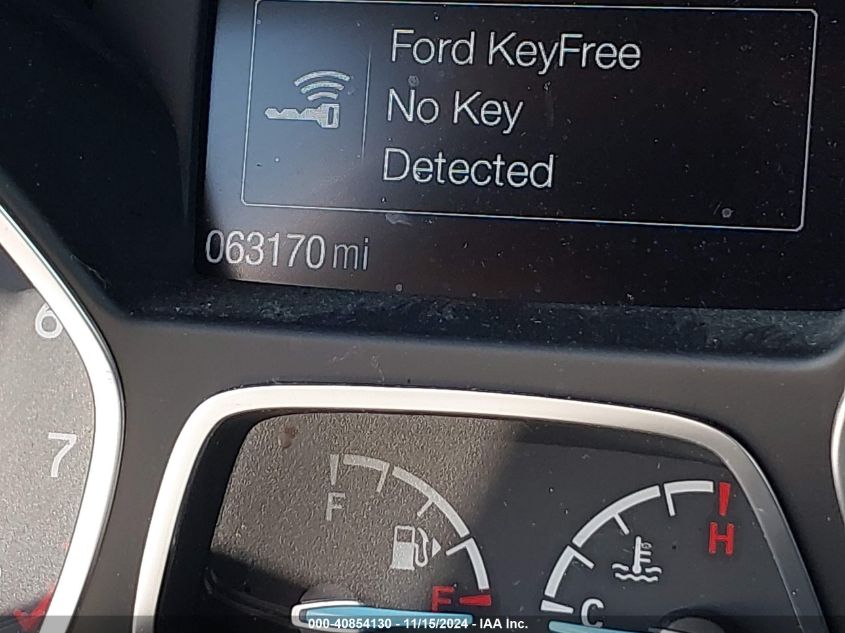 Ford KeyFree
No Key
Detected
063170 mi
6
7
F
E
H
C
000-40854130 - 11/15/2024 - IAA Inc.